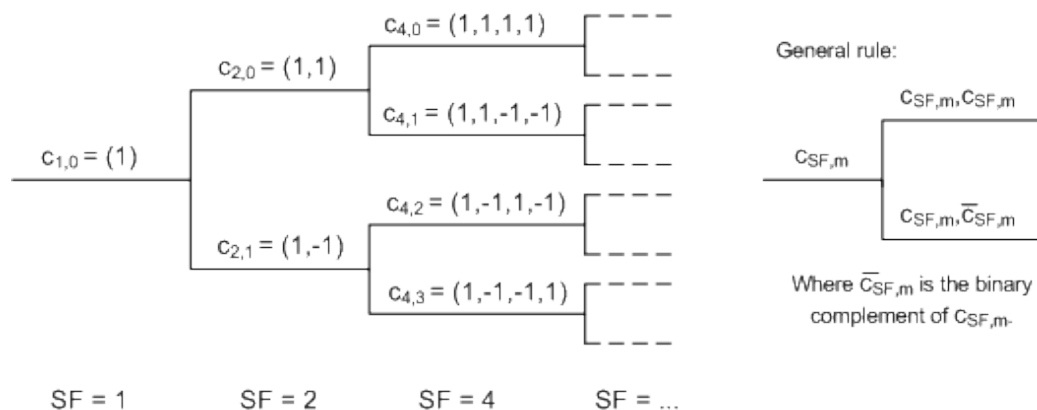 c4,0 = (1,1,1,1)
c2,0 = (1,1)
c4,1 = (1,1,-1,-1)
c1,0 = (1)
c4,2 = (1,-1,1,-1)
c2,1 = (1,-1)
c4,3 = (1,-1,-1,1)
SF = 1
SF = 2
SF = 4
SF = ...
General rule:
cSF,m,cSF,m
cSF,m
cSF,m,c̅SF,m
Where c̅SF,m is the binary
complement of cSF,m.